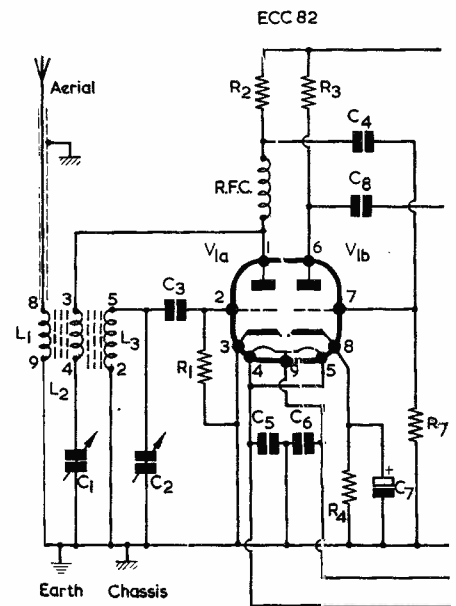 ECC 82
Aerial
R2
R3
C4
R.F.C.
C8
1
6
V1a
V1b
C3
2
7
8
3
5
L1
L3
9
4
2
L2
R1
3
4
9
5
8
C5
C6
R7
C1
C2
R4
+
C7
Earth
Chassis